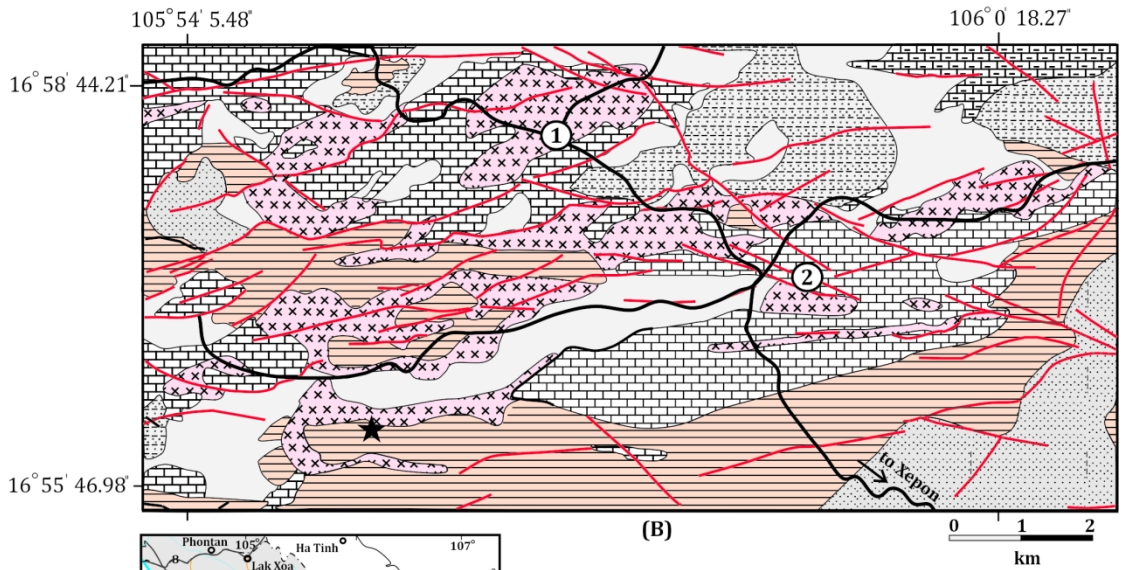 105° 54' 5.48" 106° 0' 18.27"
16° 58' 44.21"
1
2
16° 55' 46.98"
to Xepon
(B)
0 1 2
km
Phontan 105° Ha Tinh 107°
8
Lak Xoa